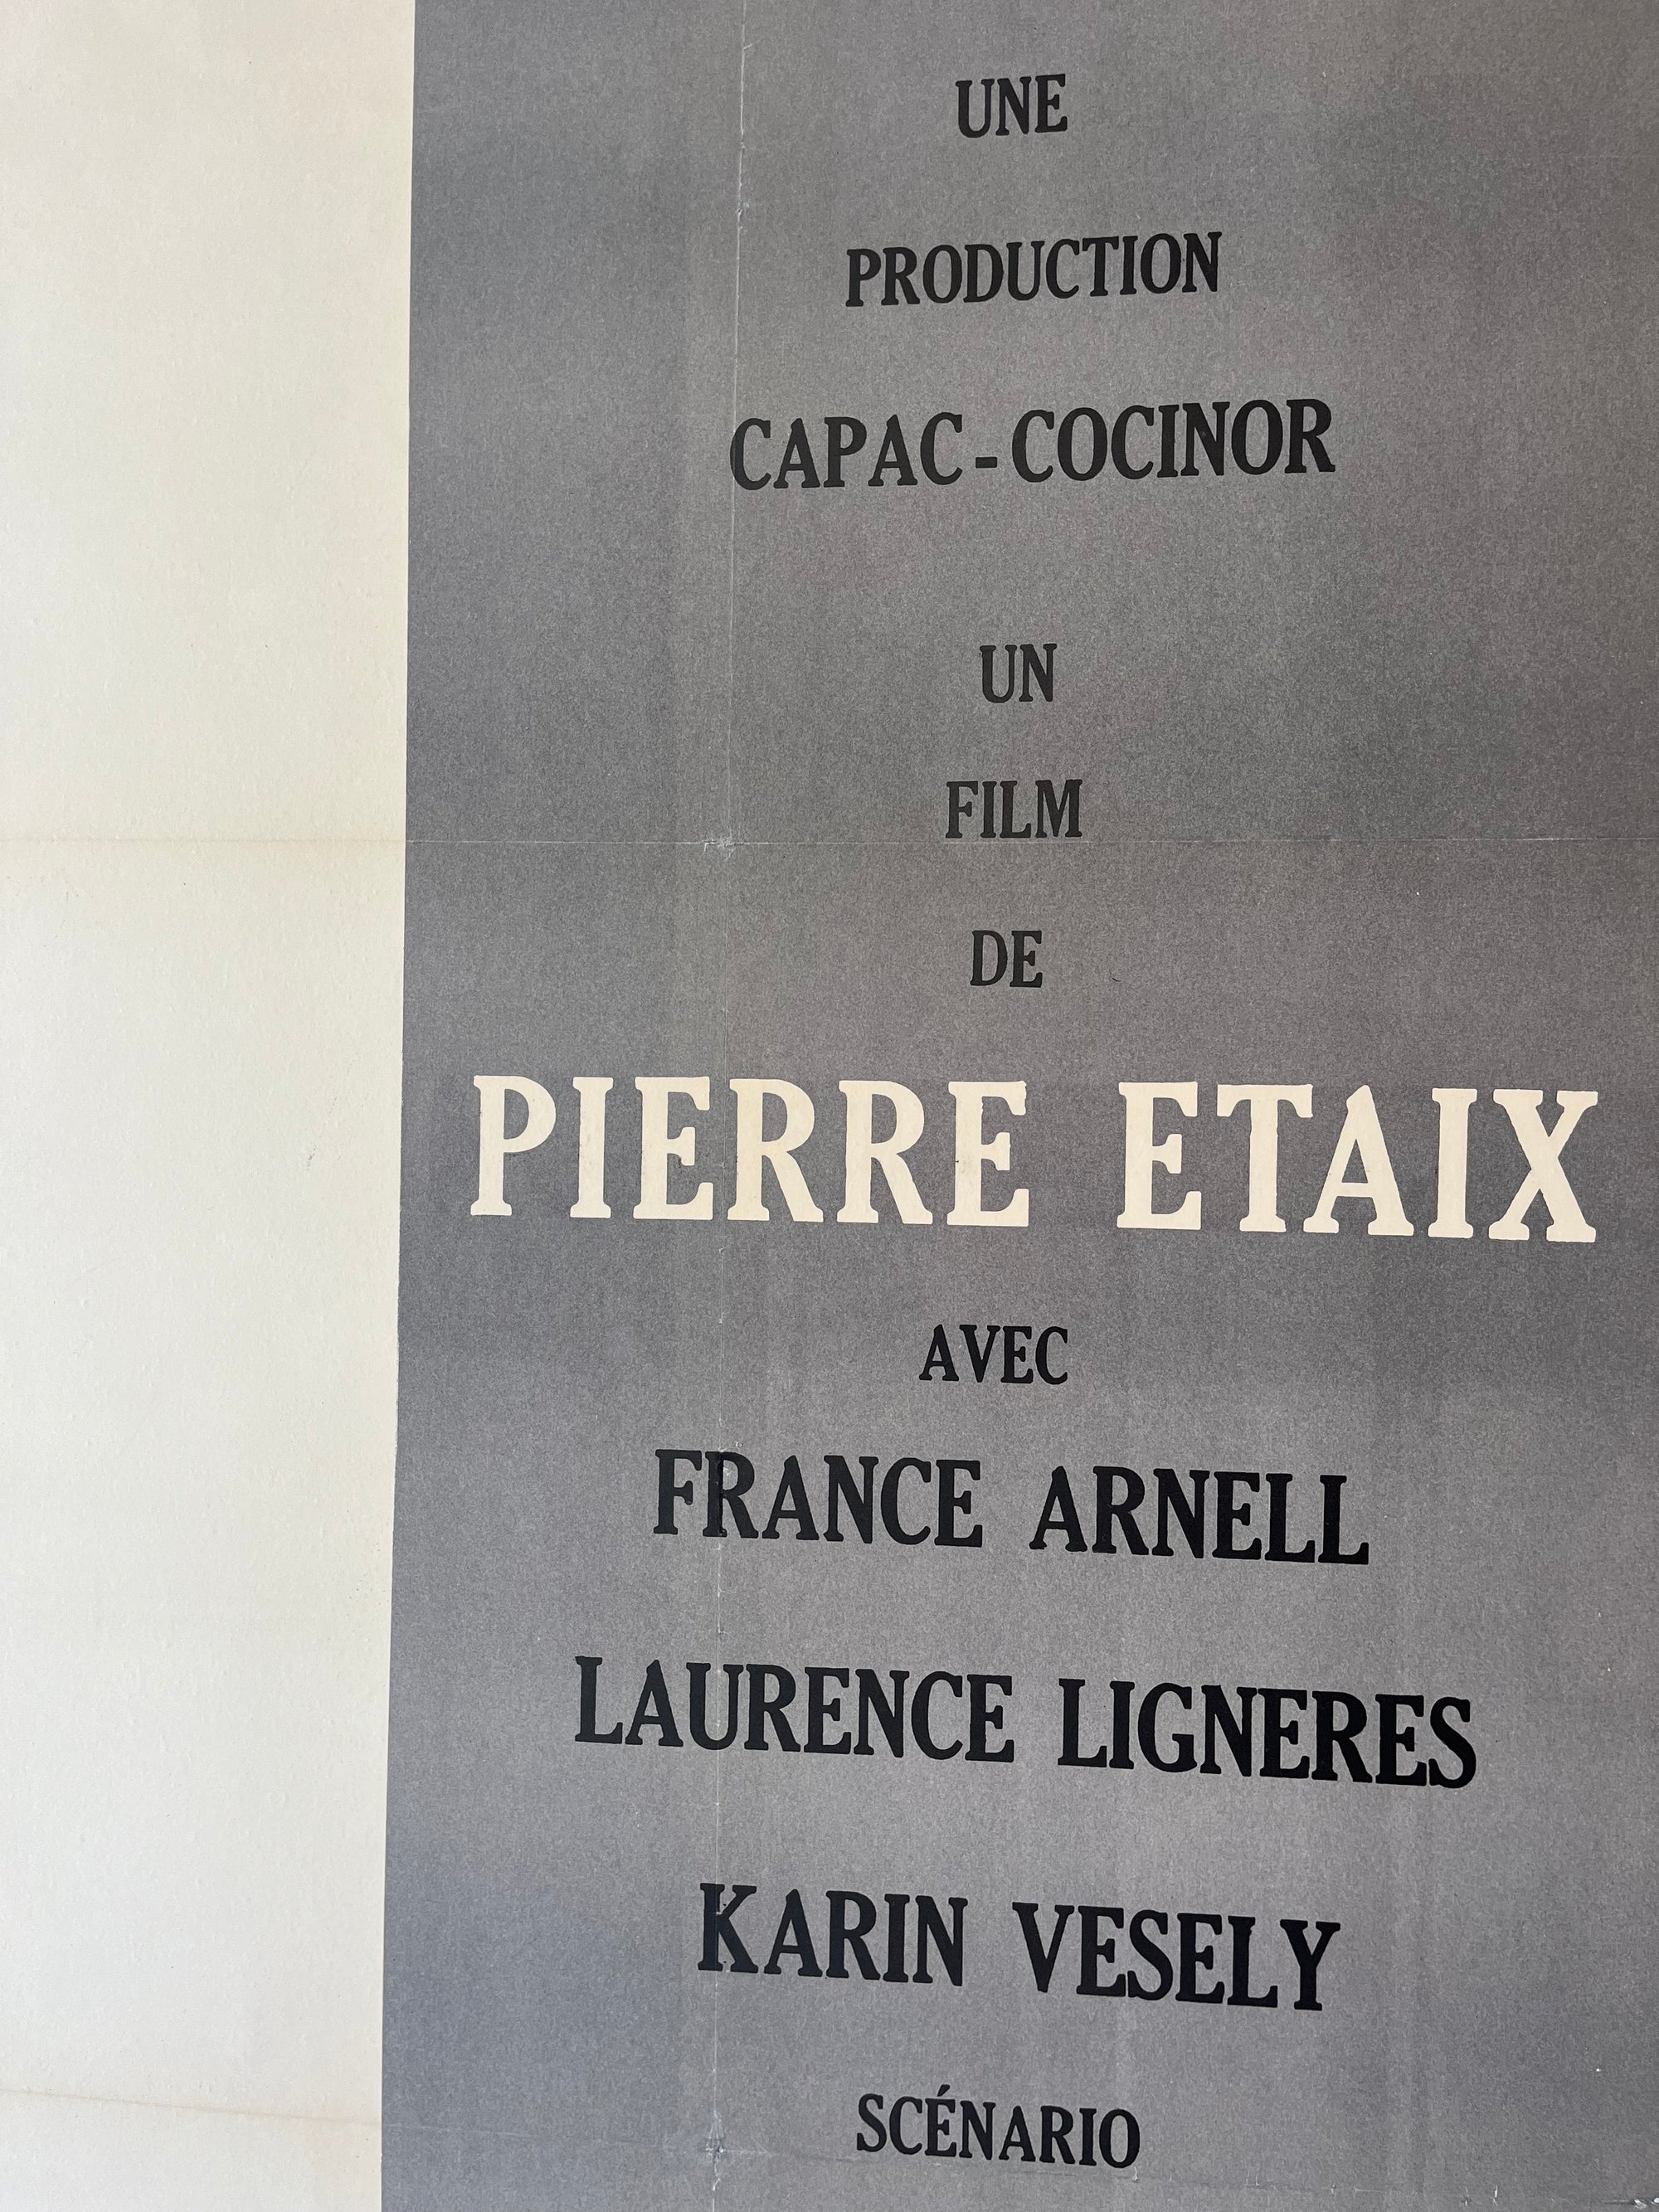 UNE
PRODUCTION
CAPAC-COCINOR
UN
FILM
DE
PIERRE ETAIX
AVEC
FRANCE ARNELL
LAURENCE LIGNERES
KARIN VESELY
SCÉNARIO